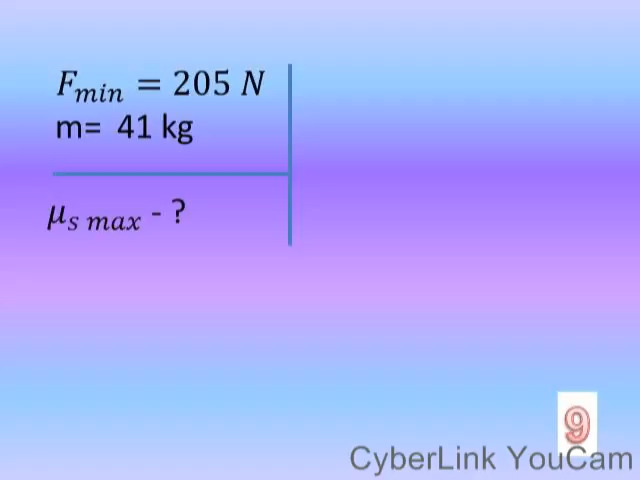 F_min = 205 N
m= 41 kg
μ_s max - ?
9
CyberLink YouCam